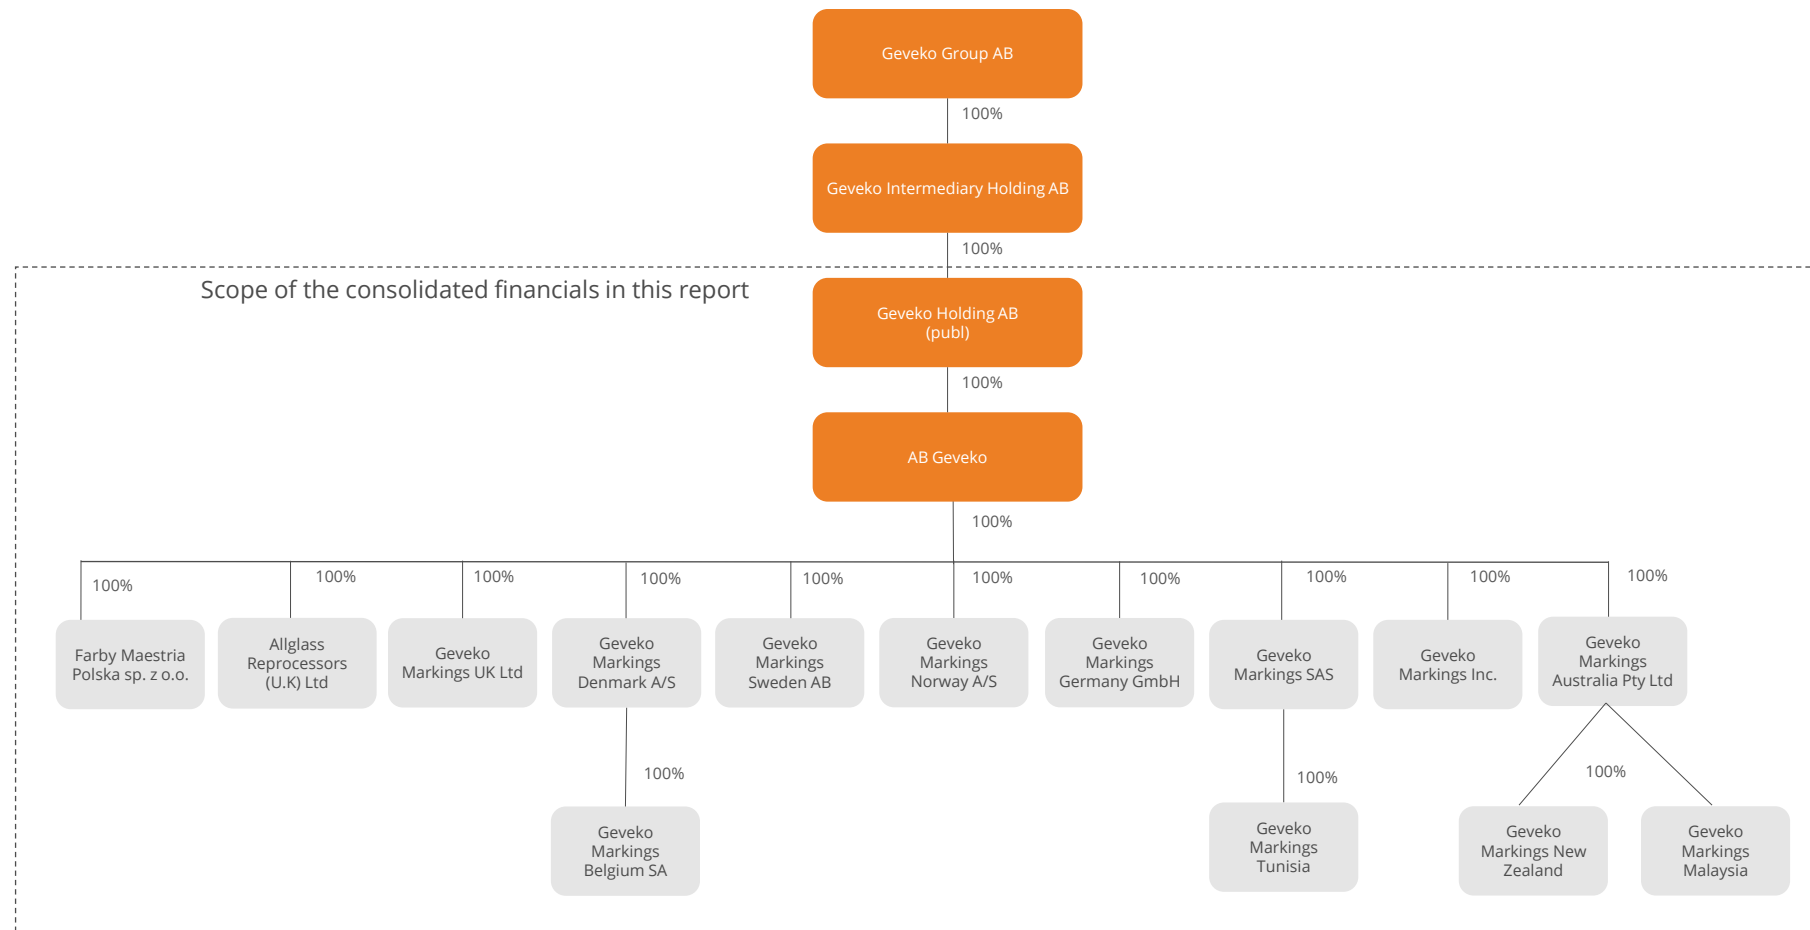 Geveko Group AB
100%
Geveko Intermediary Holding AB
100%
Scope of the consolidated financials in this report
Geveko Holding AB
(publ)
100%
AB Geveko
100%
100%
100%
100%
100%
100%
100%
100%
100%
100%
100%
Farby Maestria
Polska sp. z o.o.
Allglass
Reprocessors
(U.K) Ltd
Geveko
Markings UK Ltd
Geveko
Markings
Denmark A/S
Geveko
Markings
Sweden AB
Geveko
Markings
Norway A/S
Geveko
Markings
Germany GmbH
Geveko
Markings SAS
Geveko
Markings Inc.
Geveko
Markings
Australia Pty Ltd
100%
100%
100%
Geveko
Markings
Belgium SA
Geveko
Markings
Tunisia
Geveko
Markings New
Zealand
Geveko
Markings
Malaysia